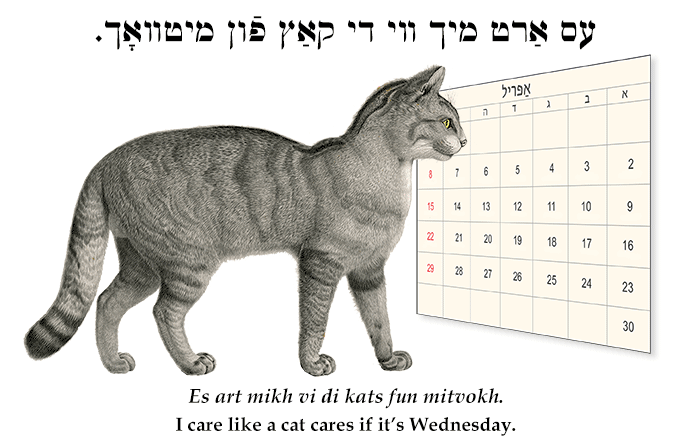 עס אַרט מיך ווי די קאַץ פֿון מיטוואָך.
אַפּריל
א ב ג ד ה
2 3 4 5 6 7 8
9 10 11 12 13 14 15
16 17 18 19 20 21 22
23 24 25 26 27 28 29
30
Es art mikh vi di kats fun mitvokh.
I care like a cat cares if it's Wednesday.